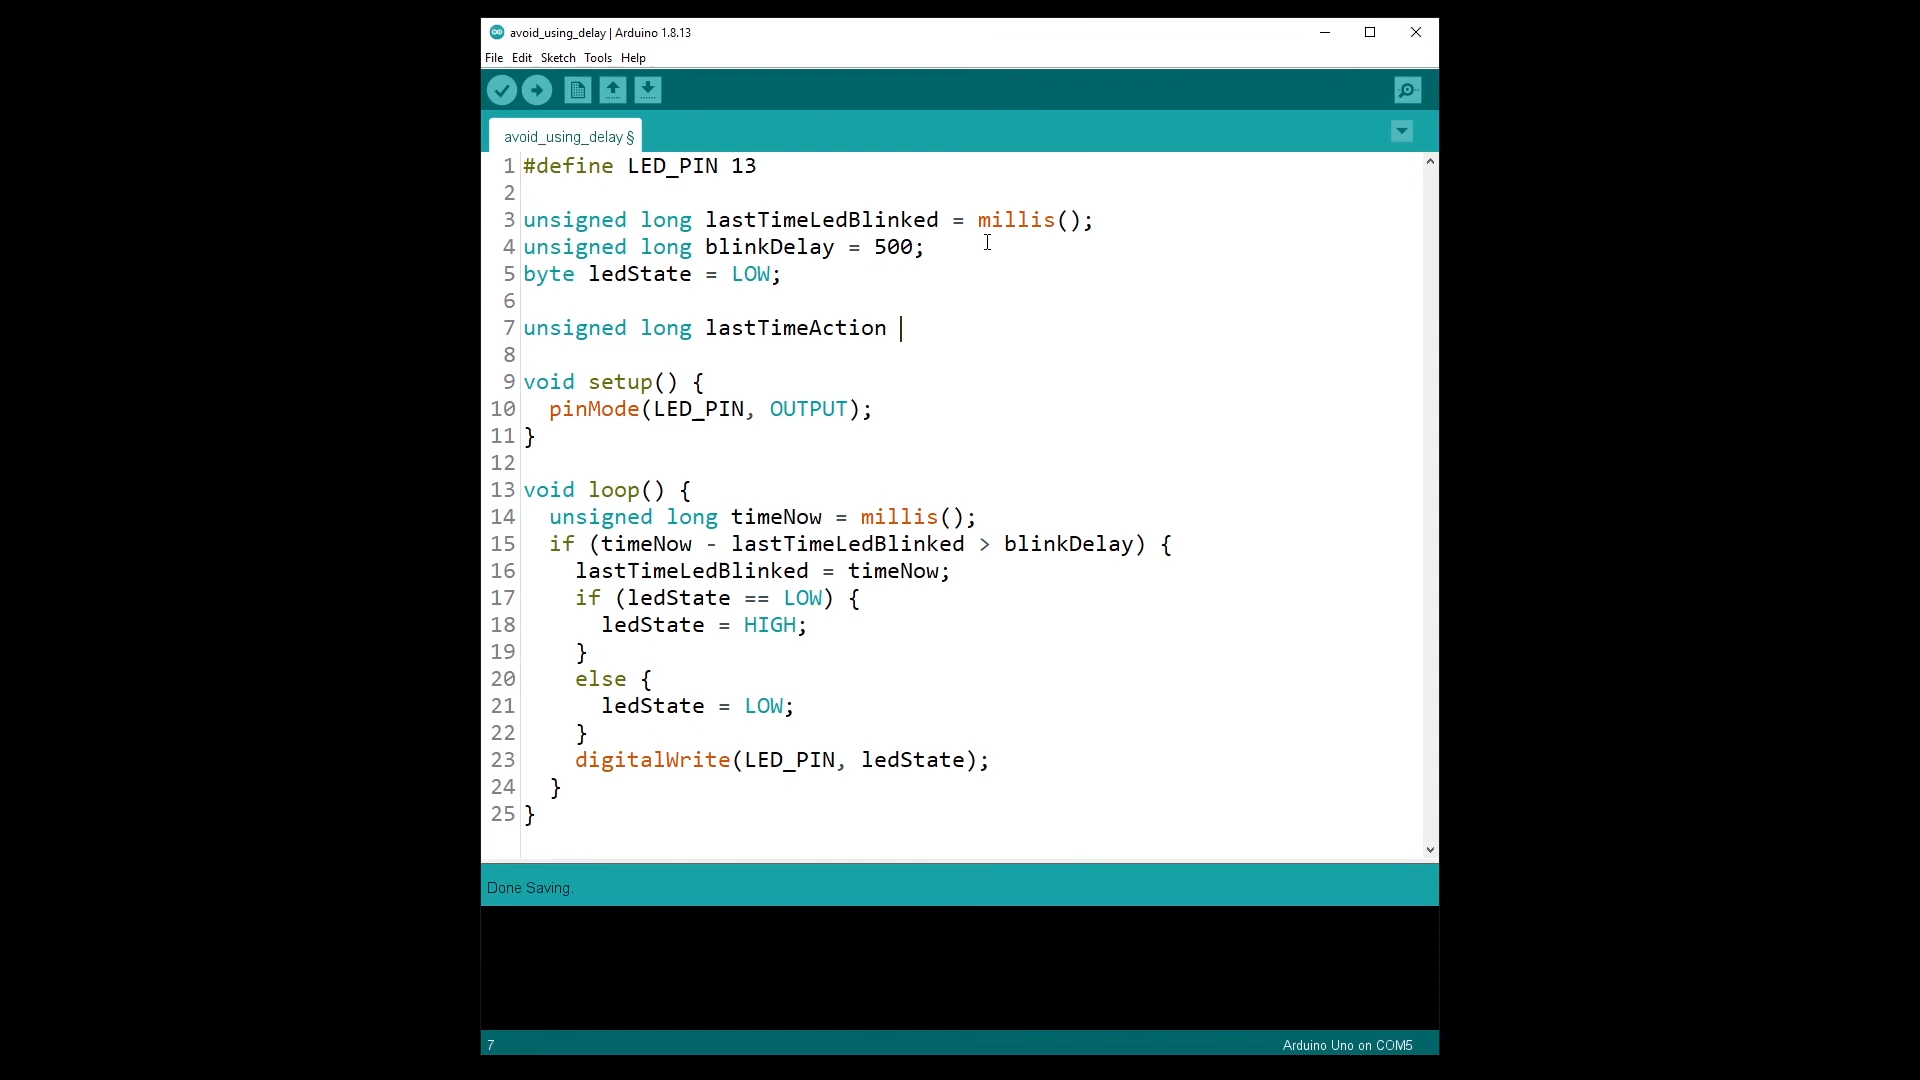 avoid_using_delay | Arduino 1.8.13
File Edit Sketch Tools Help
avoid_using_delay §
1 #define LED_PIN 13
2
3 unsigned long lastTimeLedBlinked = millis();
4 unsigned long blinkDelay = 500;
5 byte ledState = LOW;
6
7 unsigned long lastTimeAction
8
9 void setup() {
10 pinMode(LED_PIN, OUTPUT);
11 }
12
13 void loop() {
14 unsigned long timeNow = millis();
15 if (timeNow - lastTimeLedBlinked > blinkDelay) {
16 lastTimeLedBlinked = timeNow;
17 if (ledState == LOW) {
18 ledState = HIGH;
19 }
20 else {
21 ledState = LOW;
22 }
23 digitalWrite(LED_PIN, ledState);
24 }
25 }
Done Saving.
7 Arduino Uno on COM5